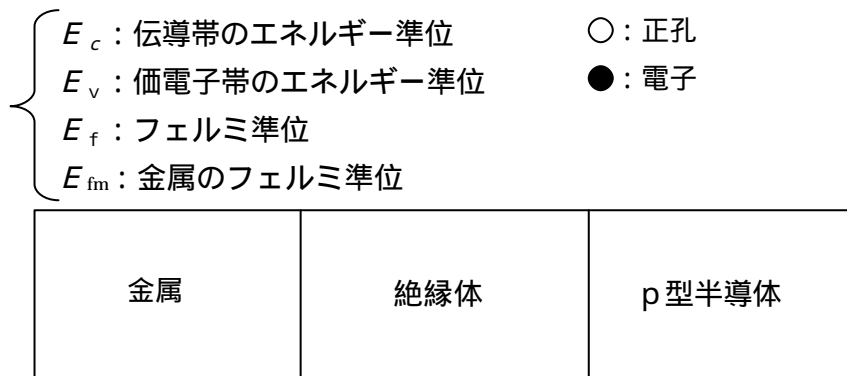 E c：伝導帯のエネルギー準位
E v：価電子帯のエネルギー準位
E f：フェルミ準位
E fm：金属のフェルミ準位
○：正孔
●：電子
金属
絶縁体
p型半導体